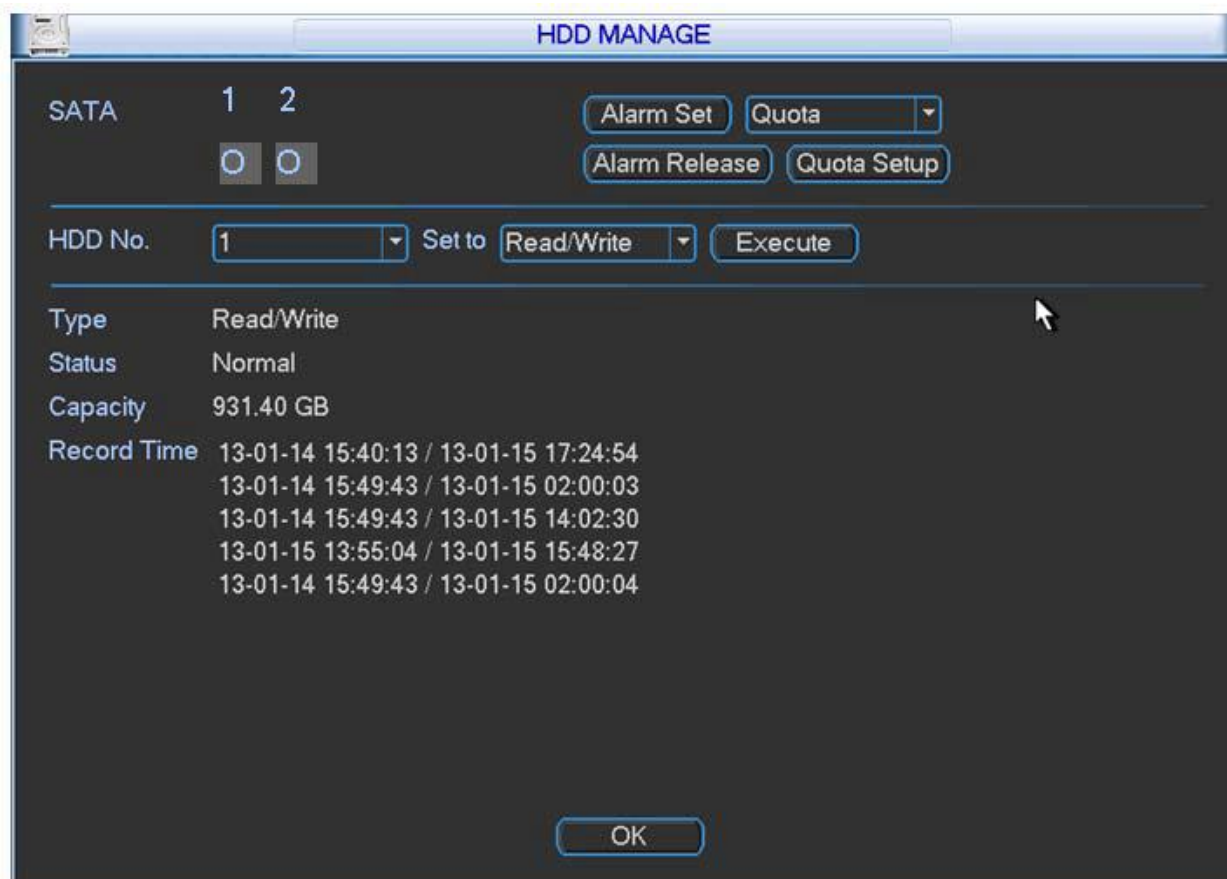 HDD MANAGE
SATA 1 2 Alarm Set Quota
O O Alarm Release Quota Setup
HDD No. 1 Set to Read/Write Execute
Type Read/Write
Status Normal
Capacity 931.40 GB
Record Time 13-01-14 15:40:13 / 13-01-15 17:24:54
13-01-14 15:49:43 / 13-01-15 02:00:03
13-01-14 15:49:43 / 13-01-15 14:02:30
13-01-15 13:55:04 / 13-01-15 15:48:27
13-01-14 15:49:43 / 13-01-15 02:00:04
OK